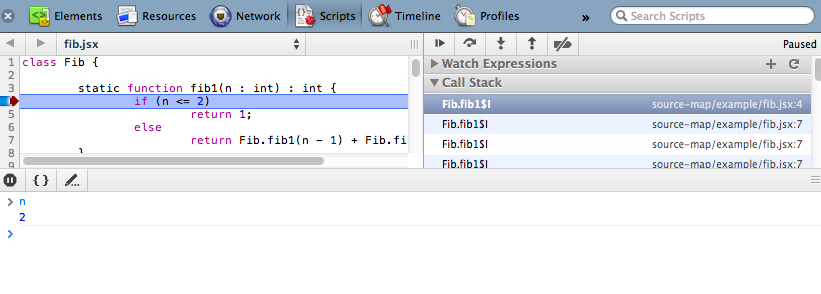 Elements Resources Network Scripts Timeline Profiles » Search Scripts
fib.jsx Paused
1 class Fib {
2
3 static function fib1(n : int) : int {
if (n <= 2)
5 return 1;
6 else
7 return Fib.fib1(n - 1) + Fib.fi
8 }
9
Watch Expressions
Call Stack
Fib.fib1$I source-map/example/fib.jsx:4
Fib.fib1$I source-map/example/fib.jsx:7
Fib.fib1$I source-map/example/fib.jsx:7
Fib.fib1$I source-map/example/fib.jsx:7
{ }
> n
2
>